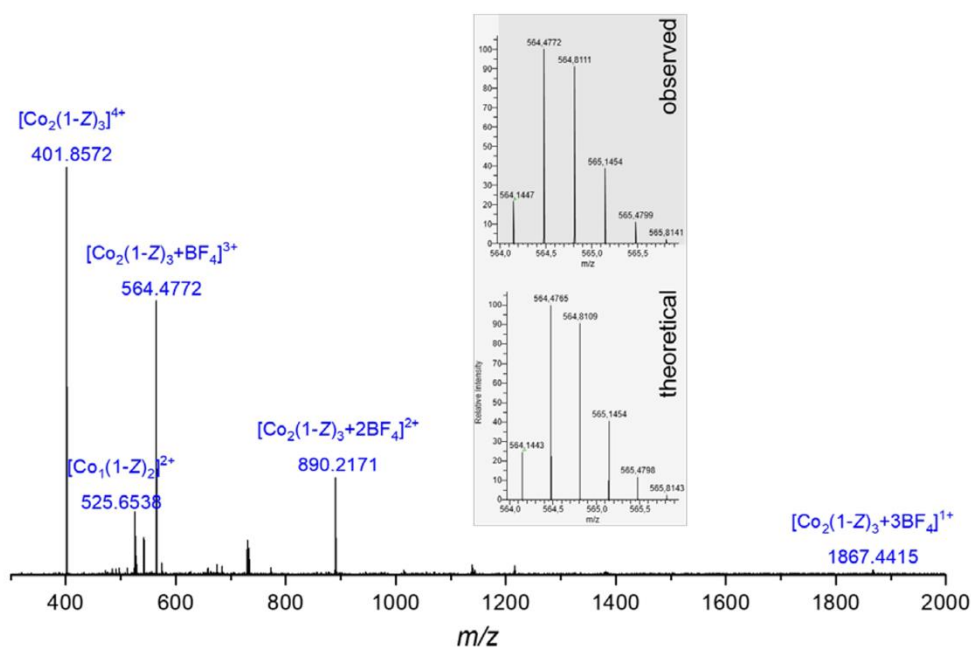 [Co₂(1-Z)₃]⁴⁺
401.8572
[Co₂(1-Z)₃+BF₄]³⁺
564.4772
[Co₁(1-Z)₂]²⁺
525.6538
[Co₂(1-Z)₃+2BF₄]²⁺
890.2171
[Co₂(1-Z)₃+3BF₄]¹⁺
1867.4415
400 600 800 1000 1200 1400 1600 1800 2000
m/z
observed
564,4772
564,8111
565,1454
564,1447
565,4799
565,8141
100
90
80
70
60
50
40
30
20
10
0
564,0 564,5 565,0 565,5
m/z
theoretical
564,4765
564,8109
565,1454
564,1443
565,4798
565,8143
Relative Intensity
100
90
80
70
60
50
40
30
20
10
0
564,0 564,5 565,0 565,5
m/z